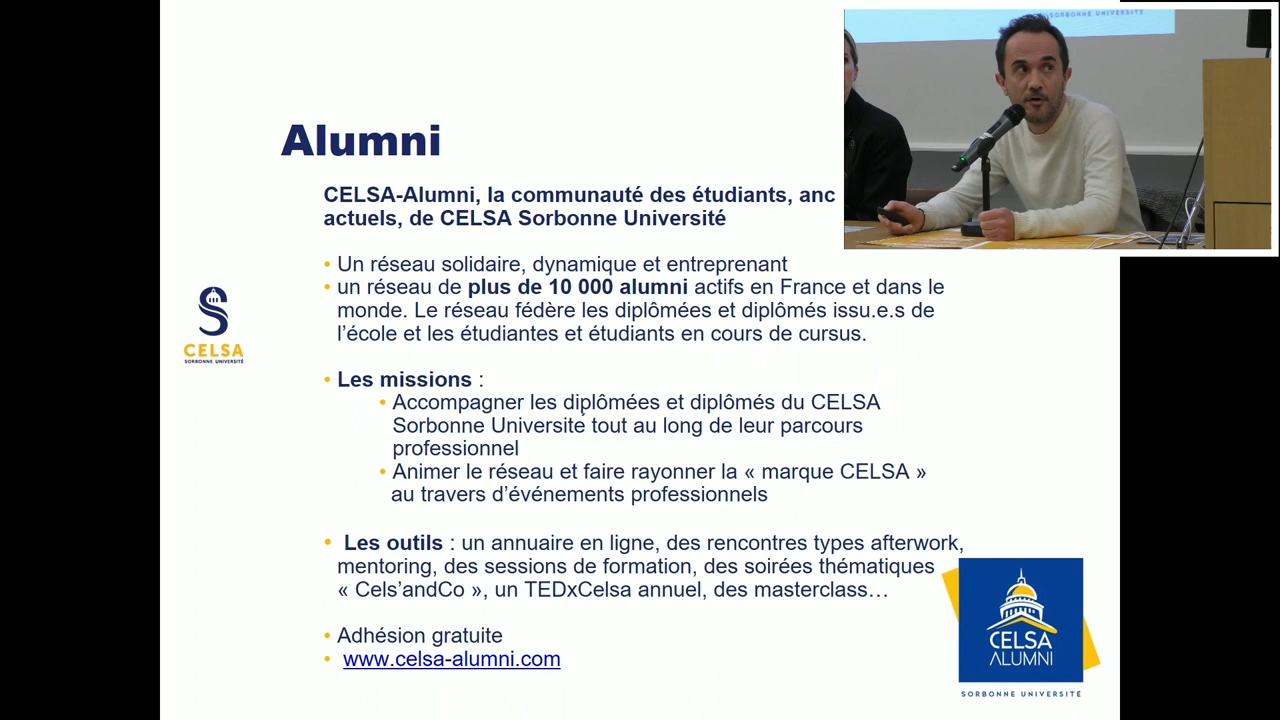 SORBONNE UNIVERSITÉ
Alumni
CELSA-Alumni, la communauté des étudiants, anc
actuels, de CELSA Sorbonne Université
• Un réseau solidaire, dynamique et entreprenant
• un réseau de plus de 10 000 alumni actifs en France et dans le
monde. Le réseau fédère les diplômées et diplômés issu.e.s de
l’école et les étudiantes et étudiants en cours de cursus.
CELSA
SORBONNE UNIVERSITÉ
• Les missions :
• Accompagner les diplômées et diplômés du CELSA
Sorbonne Université tout au long de leur parcours
professionnel
• Animer le réseau et faire rayonner la « marque CELSA »
au travers d’événements professionnels
• Les outils : un annuaire en ligne, des rencontres types afterwork,
mentoring, des sessions de formation, des soirées thématiques
« Cels’andCo », un TEDxCelsa annuel, des masterclass…
• Adhésion gratuite
• www.celsa-alumni.com
CELSA
ALUMNI
SORBONNE UNIVERSITÉ